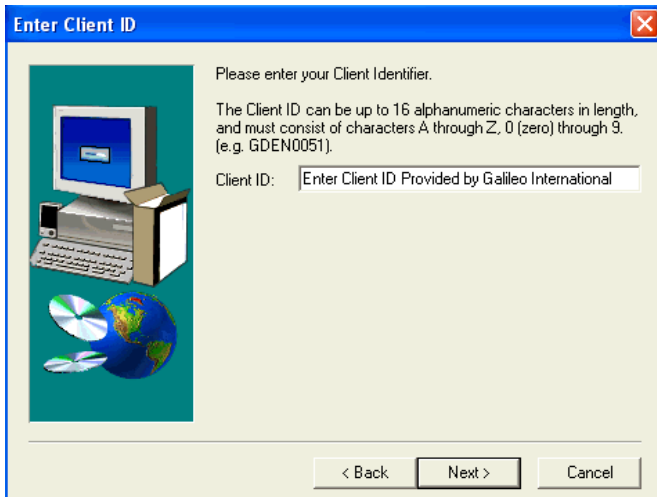 Enter Client ID
Please enter your Client Identifier.
The Client ID can be up to 16 alphanumeric characters in length,
and must consist of characters A through Z, 0 (zero) through 9.
(e.g. GDEN0051).
Client ID: Enter Client ID Provided by Galileo International
< Back Next > Cancel